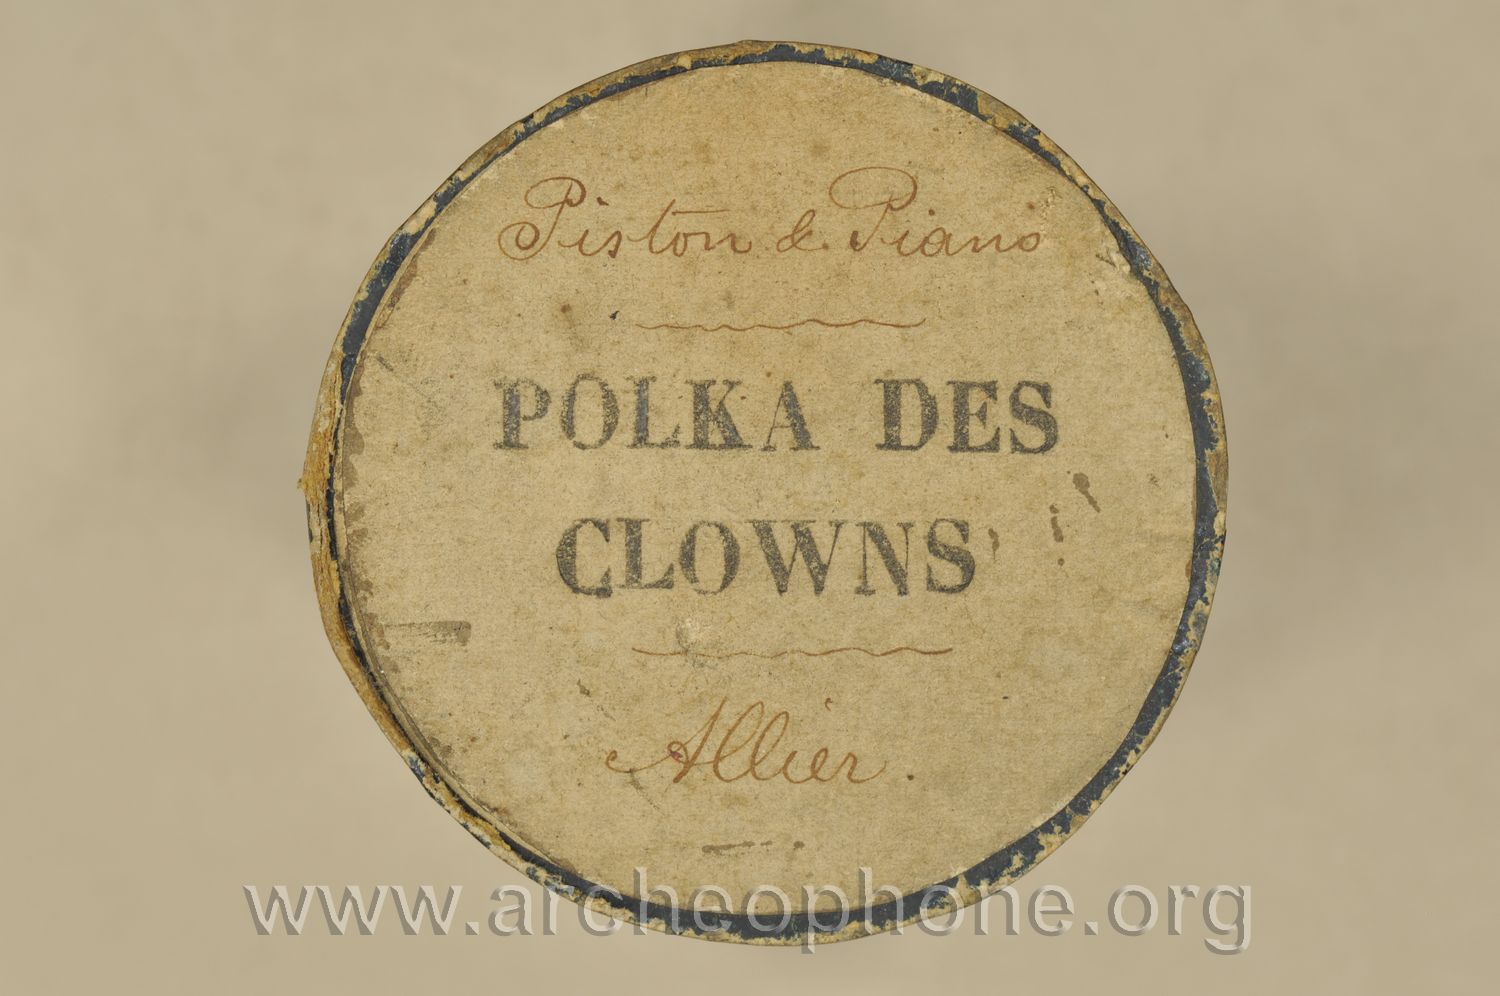 Piston & Piano
POLKA DES
CLOWNS
Allier.
www.archeophone.org